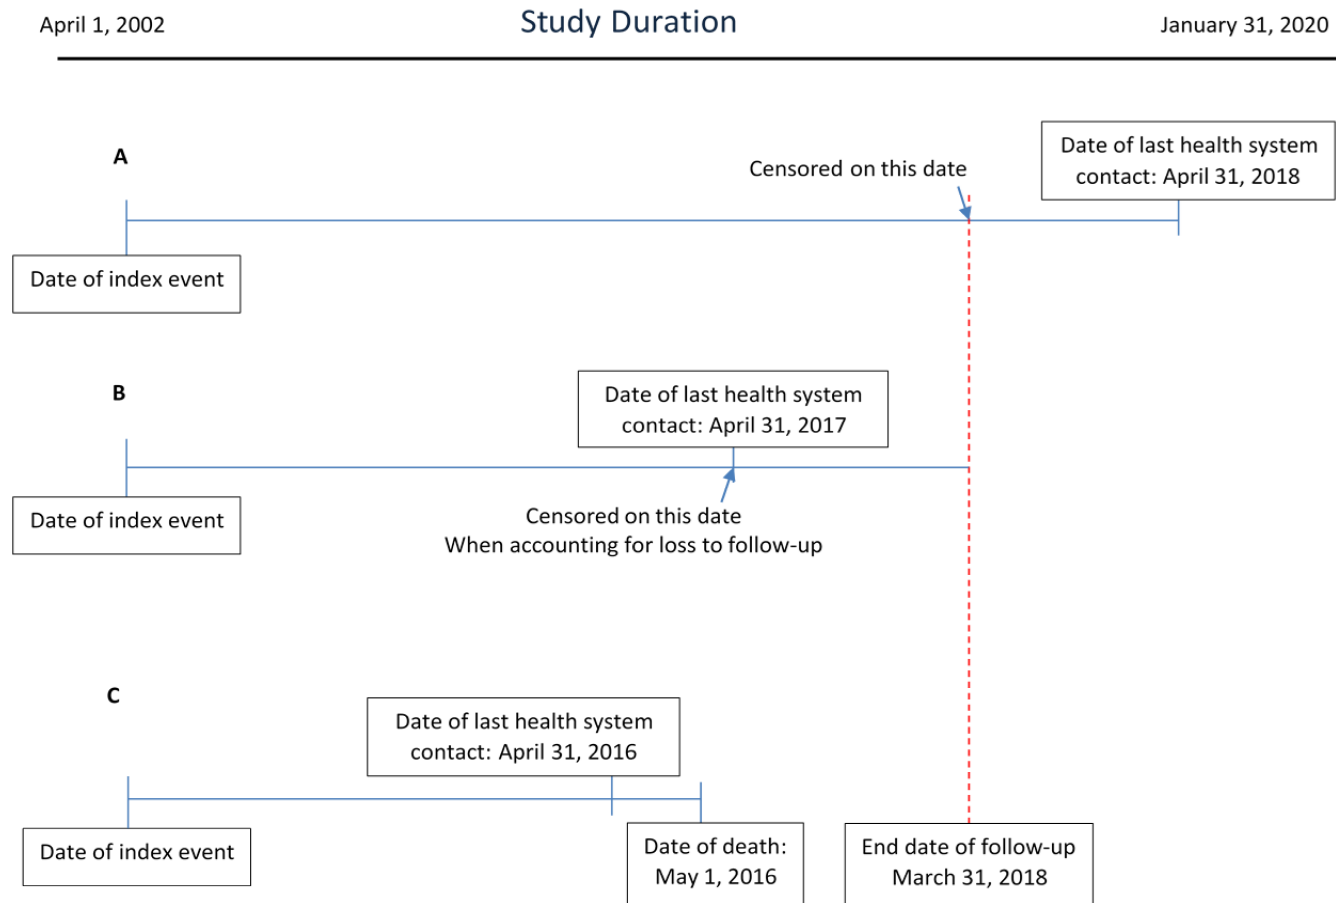 April 1, 2002
Study Duration
January 31, 2020
A
Censored on this date
Date of last health system
contact: April 31, 2018
Date of index event
B
Date of last health system
contact: April 31, 2017
Date of index event
Censored on this date
When accounting for loss to follow-up
C
Date of last health system
contact: April 31, 2016
Date of index event
Date of death:
May 1, 2016
End date of follow-up
March 31, 2018